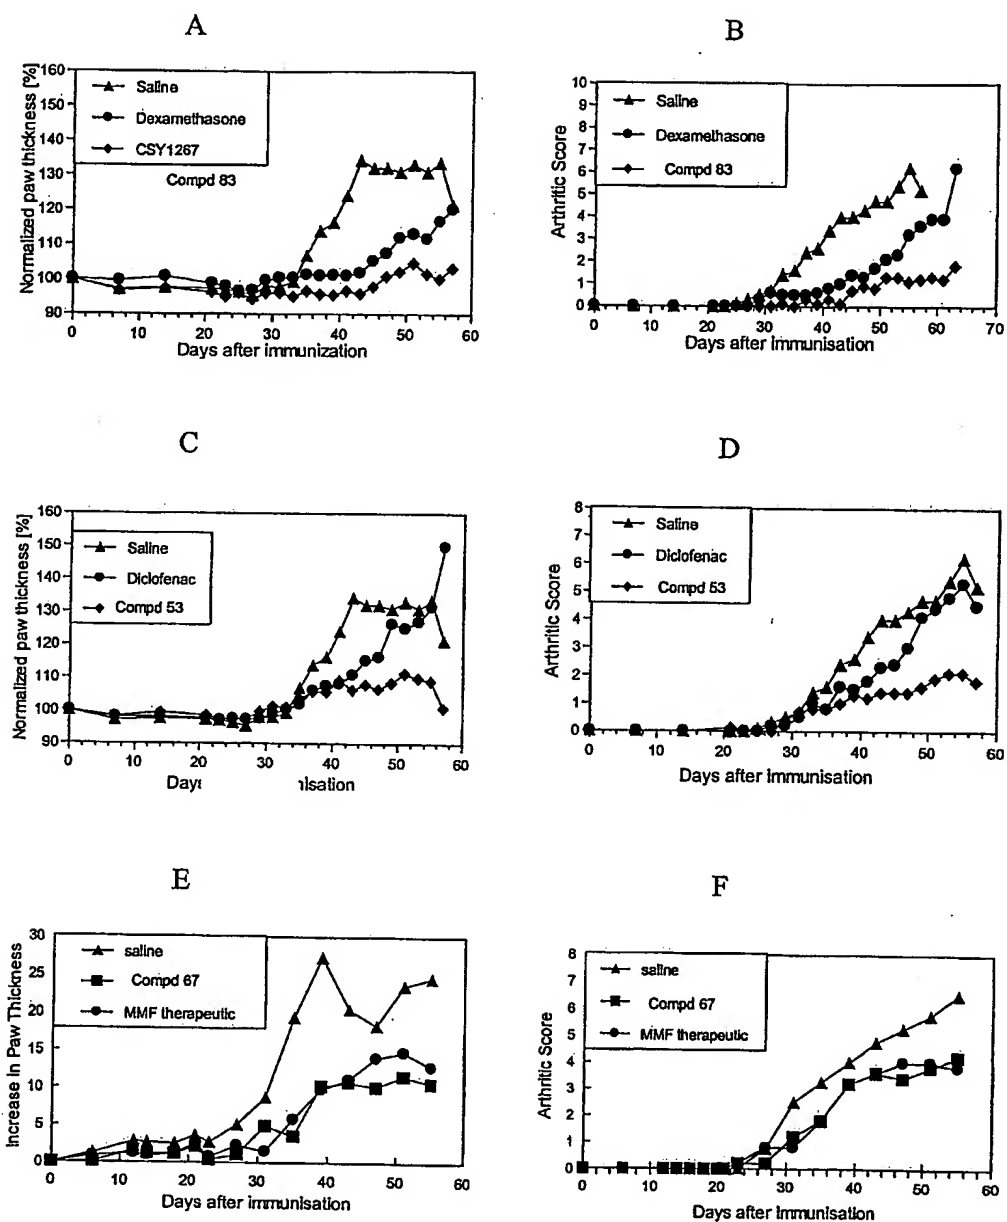 A
Normalized paw thickness [%]
160
150
140
130
120
110
100
90
Saline
Dexamethasone
CSY1267
Compd 83
0 10 20 30 40 50 60
Days after immunization
B
Arthritic Score
10
9
8
7
6
5
4
3
2
1
0
Saline
Dexamethasone
Compd 83
0 10 20 30 40 50 60 70
Days after immunisation
C
Normalized paw thickness [%]
160
150
140
130
120
110
100
90
Saline
Diclofenac
Compd 53
0 10 20 30 40 50 60
Days nisation
D
Arthritic Score
8
7
6
5
4
3
2
1
0
Saline
Diclofenac
Compd 53
0 10 20 30 40 50 60
Days after immunisation
E
Increase in Paw Thickness
30
25
20
15
10
5
0
saline
Compd 67
MMF therapeutic
0 10 20 30 40 50 60
Days after immunisation
F
Arthritic Score
8
7
6
5
4
3
2
1
0
saline
Compd 67
MMF therapeutic
0 10 20 30 40 50 60
Days after immunisation